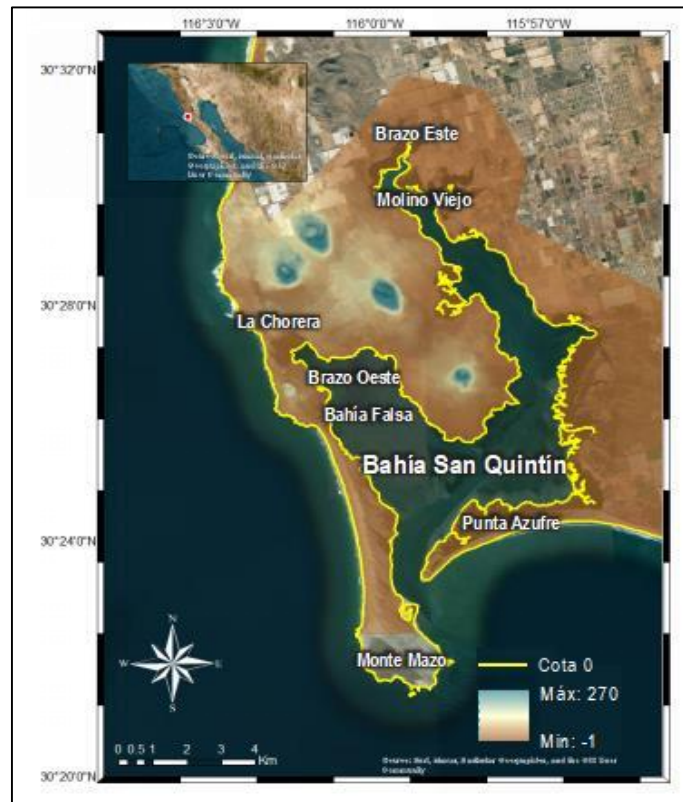 116°3'0"W 116°0'0"W 115°57'0"W
30°32'0"N
Brazo Este
Molino Viejo
30°28'0"N
La Chorera
Brazo Oeste
Bahía Falsa
Bahía San Quintín
Punta Azufre
30°24'0"N
N
W E
S
Monte Mazo
Cota 0
Máx: 270
Min: -1
0 0.5 1 2 3 4
Km
30°20'0"N